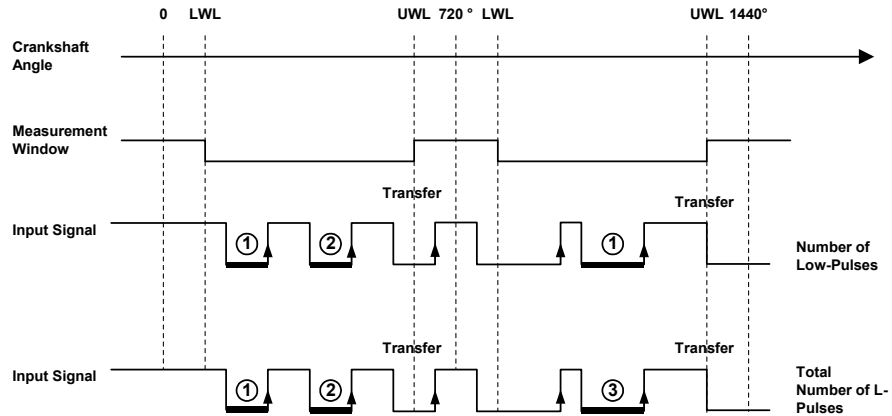 0 LWL UWL 720 ° LWL UWL 1440°
Crankshaft
Angle
Measurement
Window
Transfer
Transfer
Input Signal
1 2 1
Number of
Low-Pulses
Transfer Transfer
Input Signal
1 2 3
Total
Number of L-
Pulses